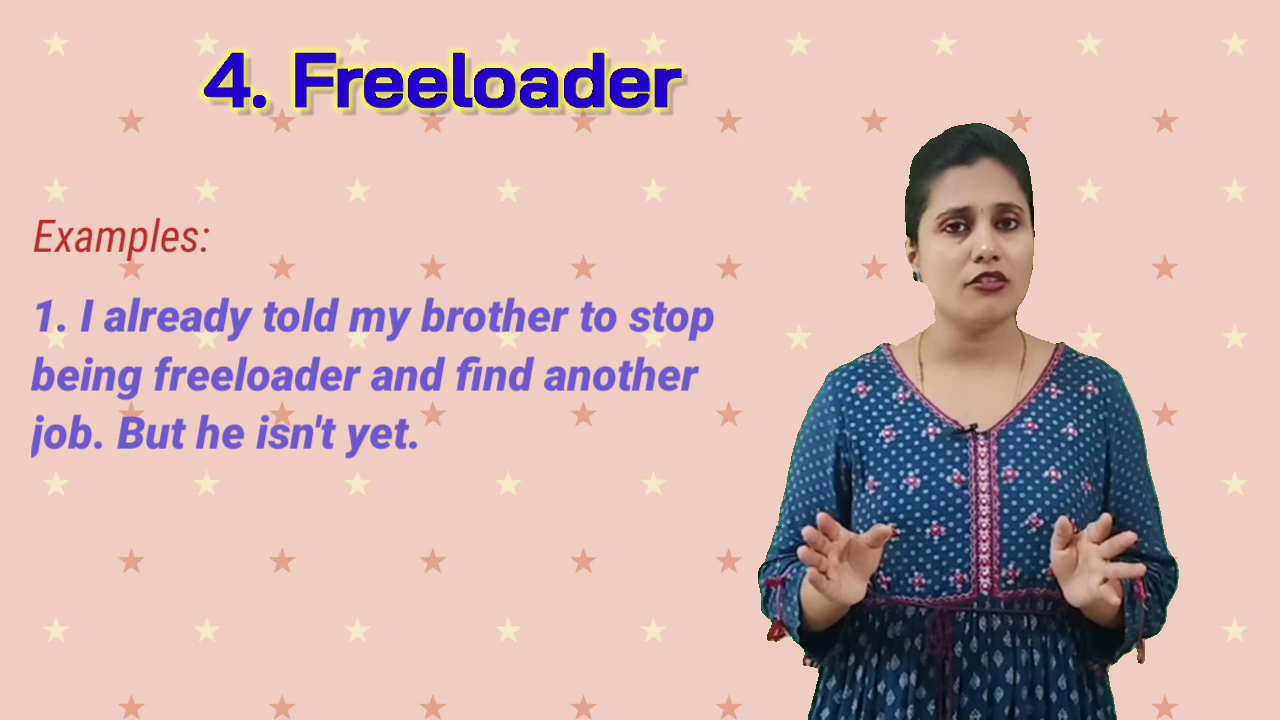 4. Freeloader
Examples:
1. I already told my brother to stop
being freeloader and find another
job. But he isn't yet.